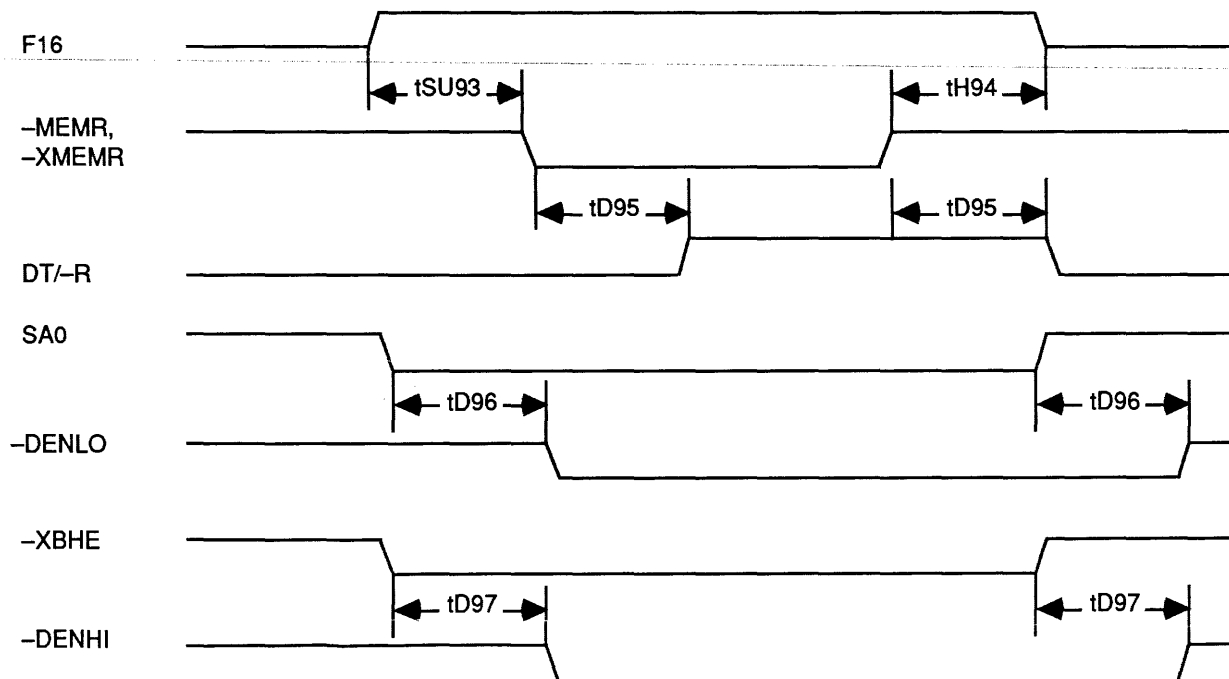 F16
tSU93
tH94
–MEMR,
–XMEMR
tD95
tD95
DT/–R
SA0
tD96
tD96
–DENLO
–XBHE
tD97
tD97
–DENHI